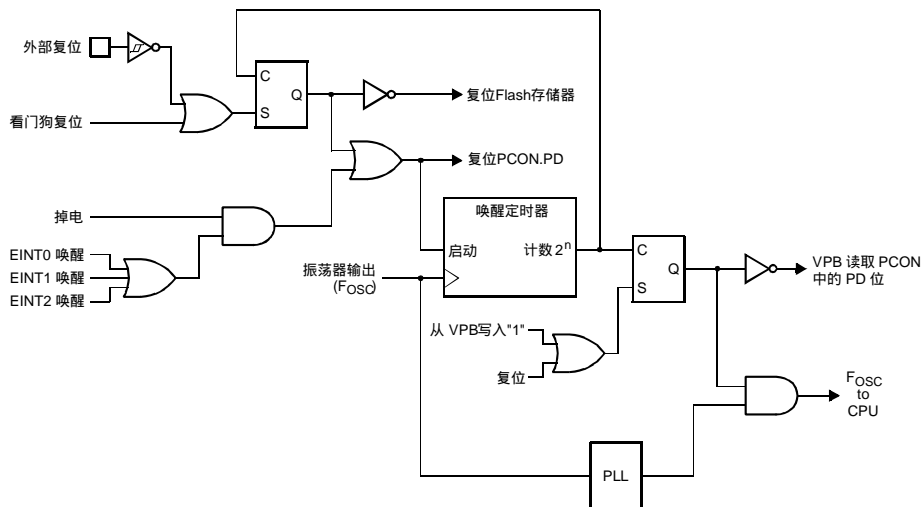 外部复位
C
Q
S
复位Flash存储器
看门狗复位
复位PCON.PD
掉电
唤醒定时器
启动
计数 2ⁿ
EINT0 唤醒
EINT1 唤醒
EINT2 唤醒
振荡器输出
(FOSC)
C
Q
S
VPB 读取 PCON
中的 PD 位
从 VPB写入"1"
复位
FOSC
to
CPU
PLL